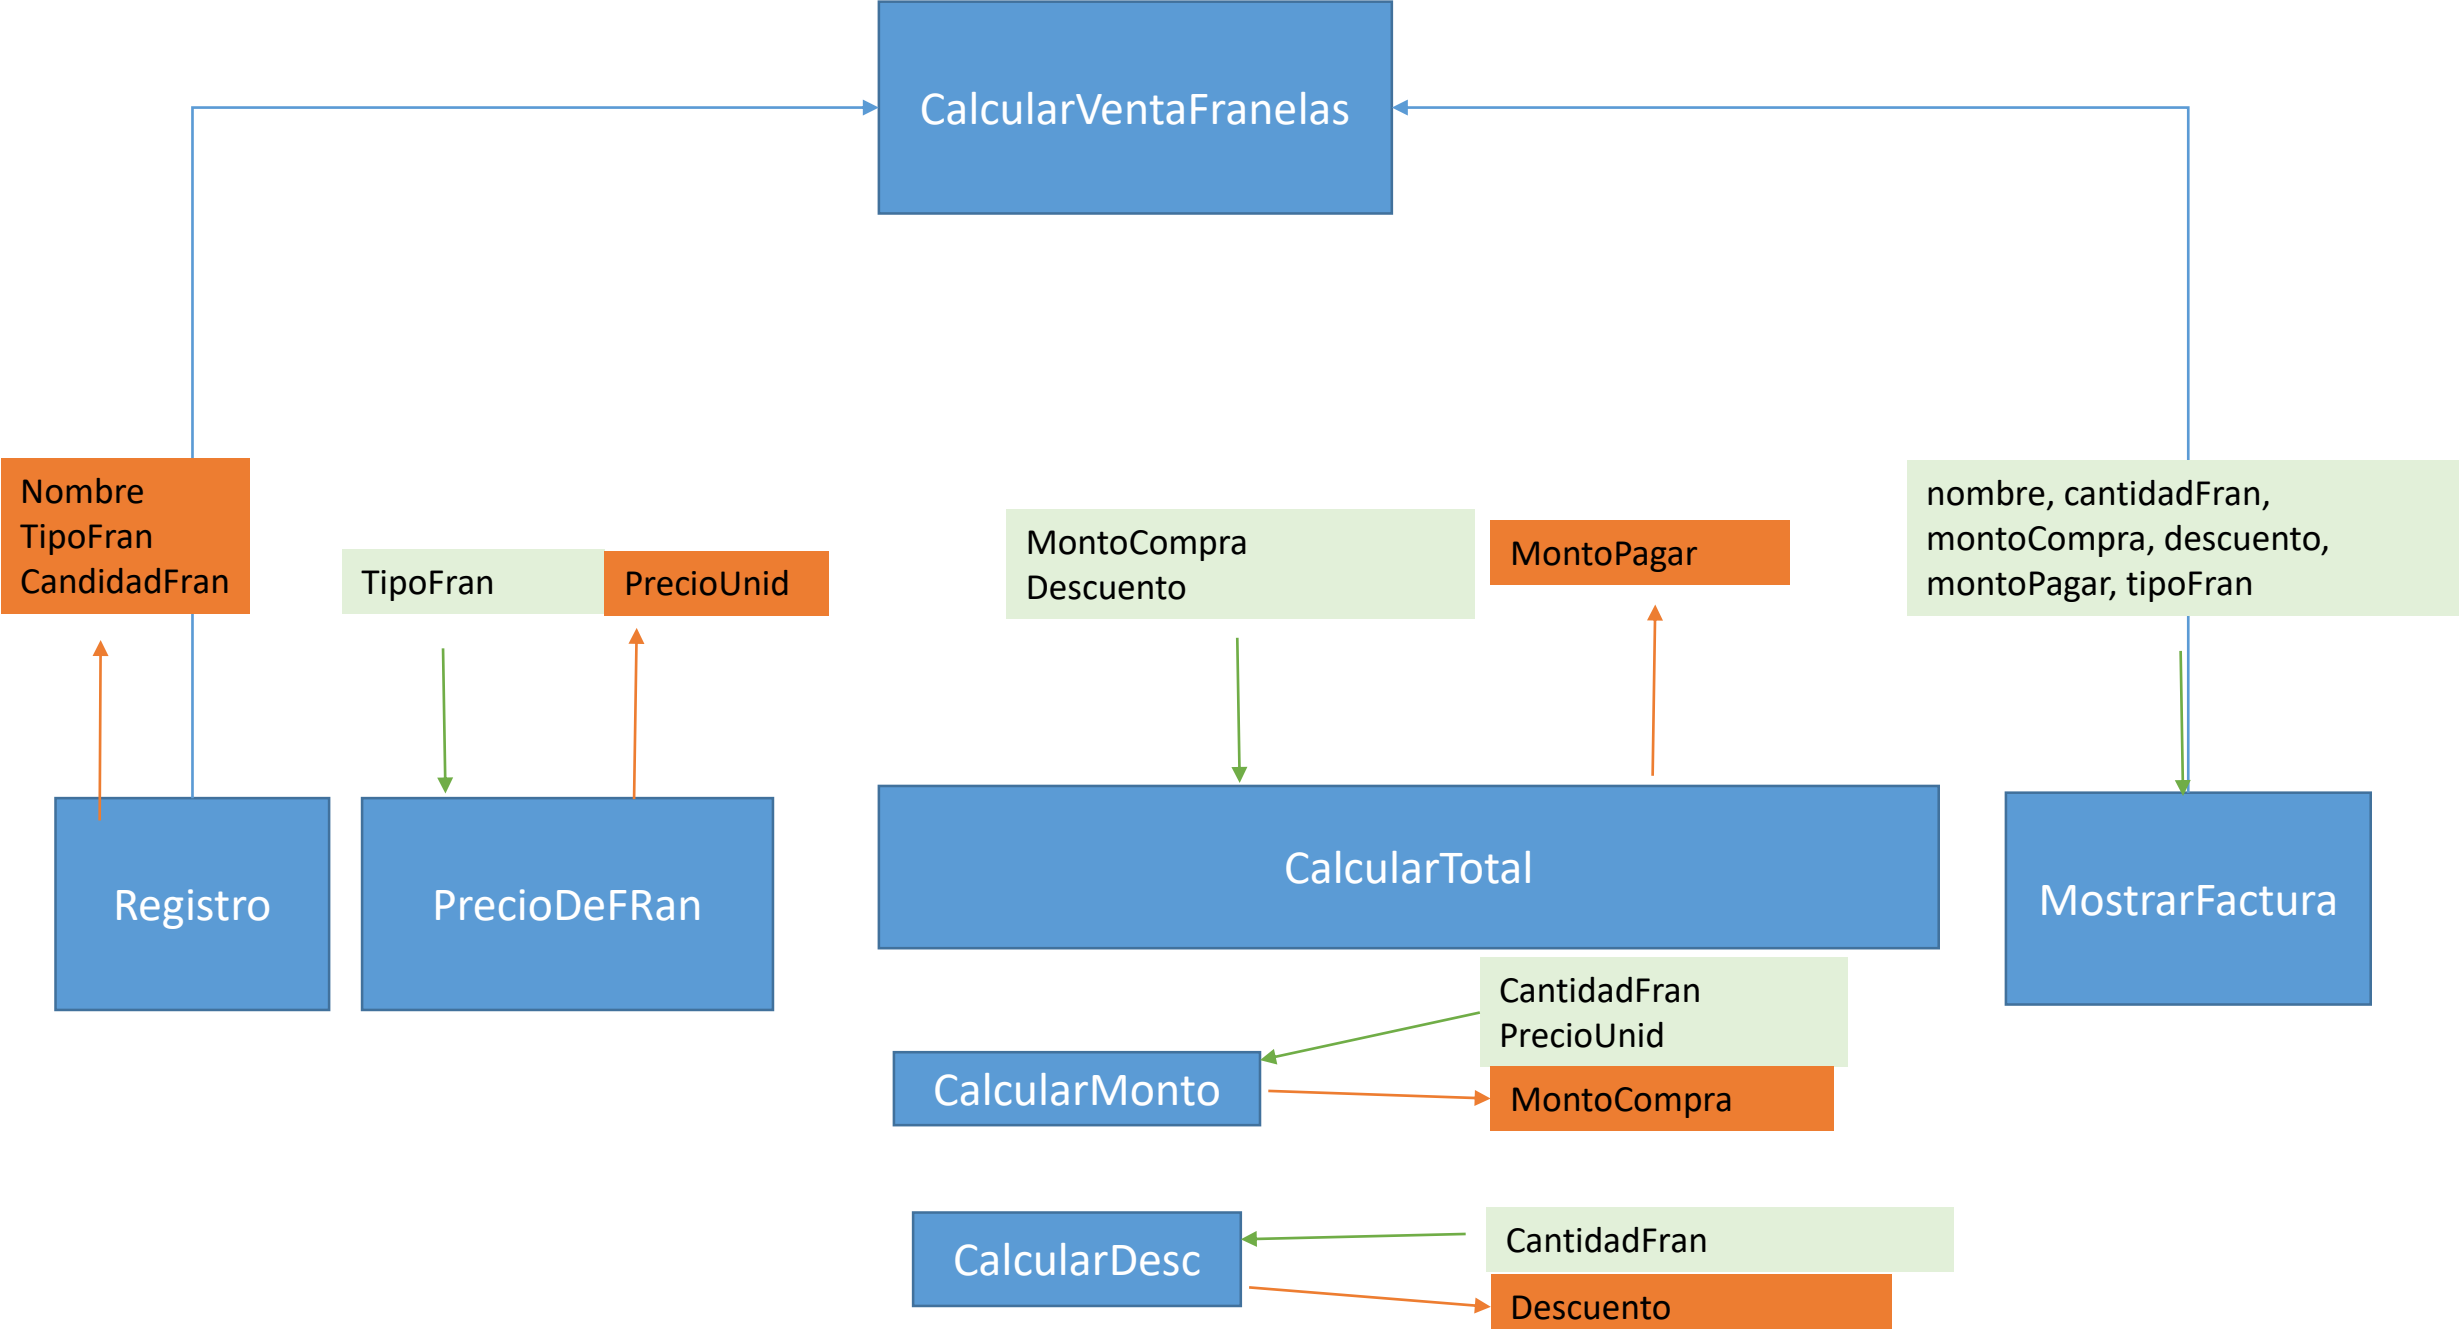 CalcularVentaFranelas
Nombre
TipoFran
CandidadFran
TipoFran
PrecioUnid
MontoCompra
Descuento
MontoPagar
nombre, cantidadFran,
montoCompra, descuento,
montoPagar, tipoFran
Registro
PrecioDeFRan
CalcularTotal
MostrarFactura
CantidadFran
PrecioUnid
CalcularMonto
MontoCompra
CalcularDesc
CantidadFran
Descuento